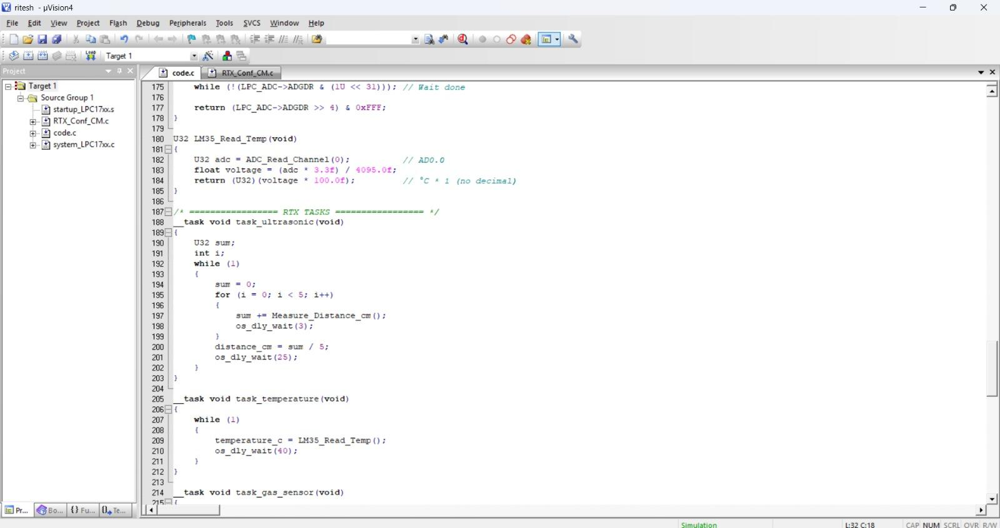 ritesh - µVision4
File Edit View Project Flash Debug Peripherals Tools SVCS Window Help
LOAD Target 1
Project
code.c RTX_Conf_CM.c
Target 1
Source Group 1
startup_LPC17xx.s
RTX_Conf_CM.c
code.c
system_LPC17xx.c
175 while (!(LPC_ADC->ADGDR & (1U << 31))); // Wait done
176
177 return (LPC_ADC->ADGDR >> 4) & 0xFFF;
178 }
179
180 U32 LM35_Read_Temp(void)
181 {
182 U32 adc = ADC_Read_Channel(0); // AD0.0
183 float voltage = (adc * 3.3f) / 4095.0f;
184 return (U32)(voltage * 100.0f); // °C * 1 (no decimal)
185 }
186
187 /* ================= RTX TASKS ================= */
188 __task void task_ultrasonic(void)
189 {
190 U32 sum;
191 int i;
192 while (1)
193 {
194 sum = 0;
195 for (i = 0; i < 5; i++)
196 {
197 sum += Measure_Distance_cm();
198 os_dly_wait(3);
199 }
200 distance_cm = sum / 5;
201 os_dly_wait(25);
202 }
203 }
204
205 __task void task_temperature(void)
206 {
207 while (1)
208 {
209 temperature_c = LM35_Read_Temp();
210 os_dly_wait(40);
211 }
212 }
213
214 __task void task_gas_sensor(void)
215 {
Pr... Bo... {} Fu... 0 Te...
Simulation L:32 C:18 CAP NUM SCRL OVR R/W